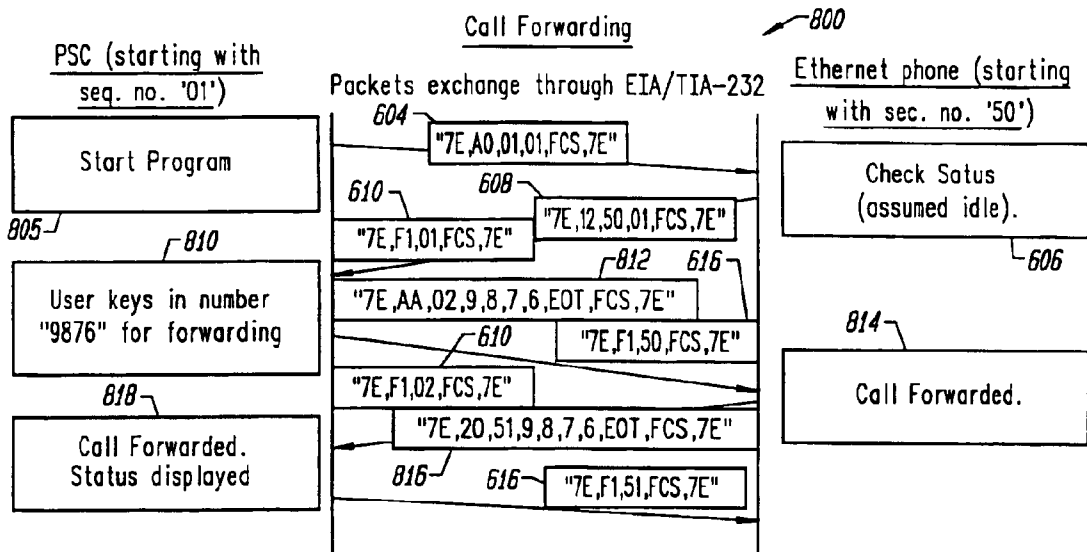 Call Forwarding
800
PSC (starting with
seq. no. '01')
Packets exchange through EIA/TIA-232
Ethernet phone (starting
with sec. no. '50')
604
"7E,A0,01,01,FCS,7E"
Start Program
805
Check Satus
(assumed idle).
606
608
"7E,12,50,01,FCS,7E"
610
"7E,F1,01,FCS,7E"
810
User keys in number
"9876" for forwarding
812
616
"7E,AA,02,9,8,7,6,EOT,FCS,7E"
"7E,F1,50,FCS,7E"
814
Call Forwarded.
610
"7E,F1,02,FCS,7E"
818
Call Forwarded.
Status displayed
"7E,20,51,9,8,7,6,EOT,FCS,7E"
816
616
"7E,F1,51,FCS,7E"